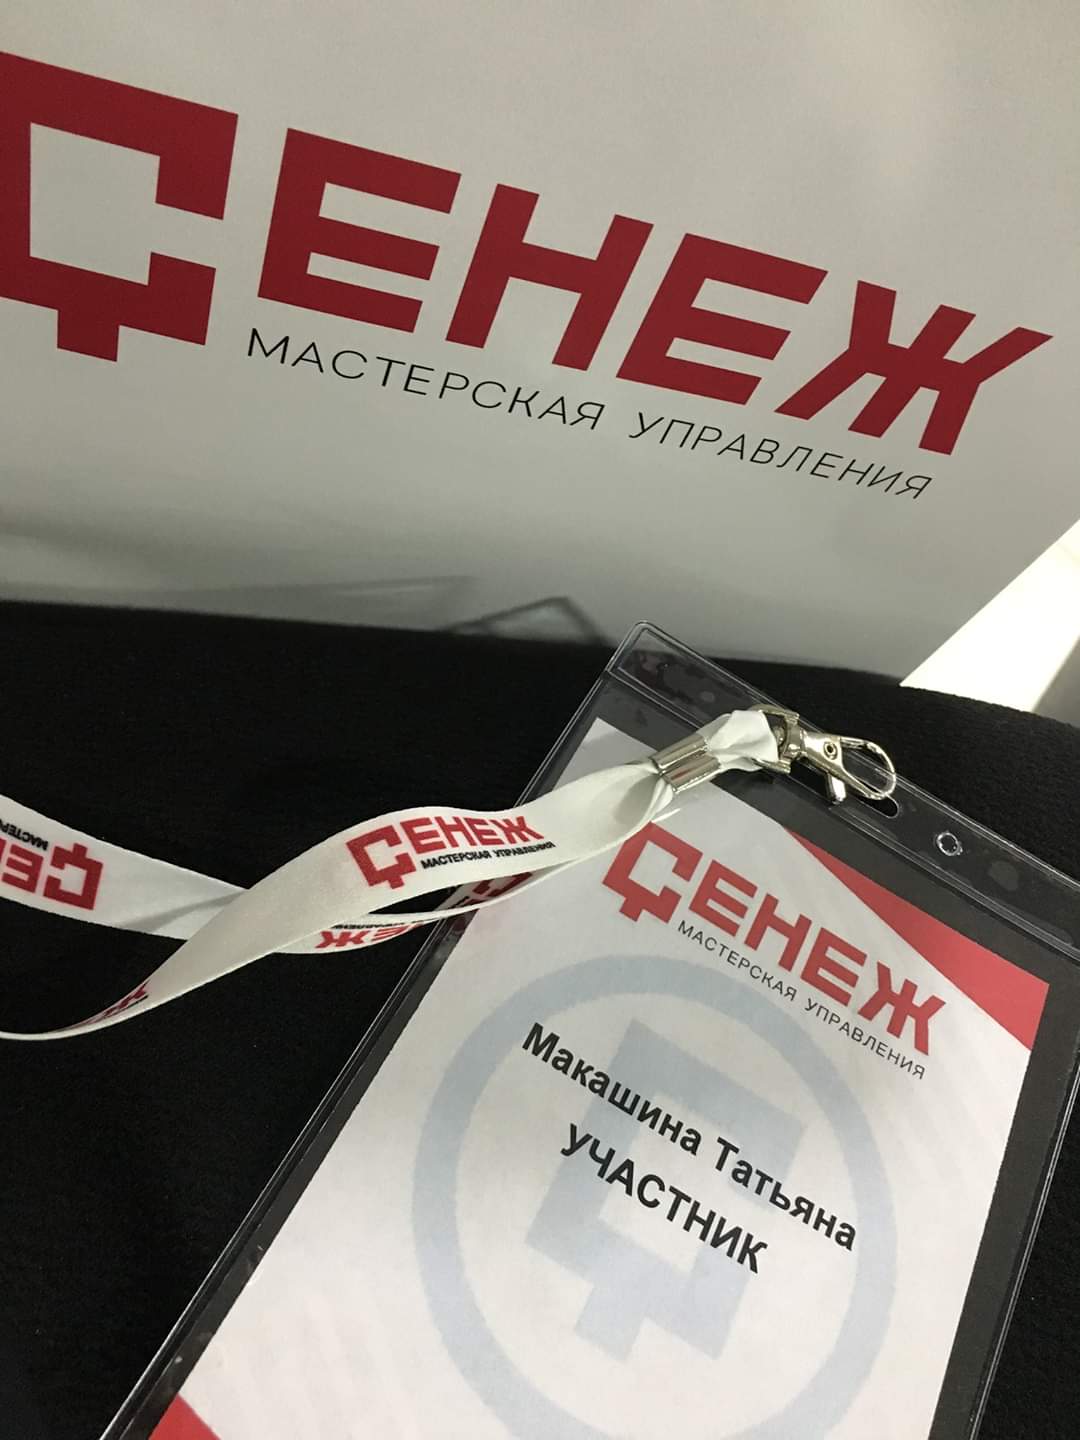 СЕНЕЖ
МАСТЕРСКАЯ УПРАВЛЕНИЯ
СЕНЕЖ
МАСТЕРСКАЯ УПРАВЛЕНИЯ
СЕНЕЖ
МАСТЕРСКАЯ УПРАВЛЕНИЯ
Макашина Татьяна
УЧАСТНИК